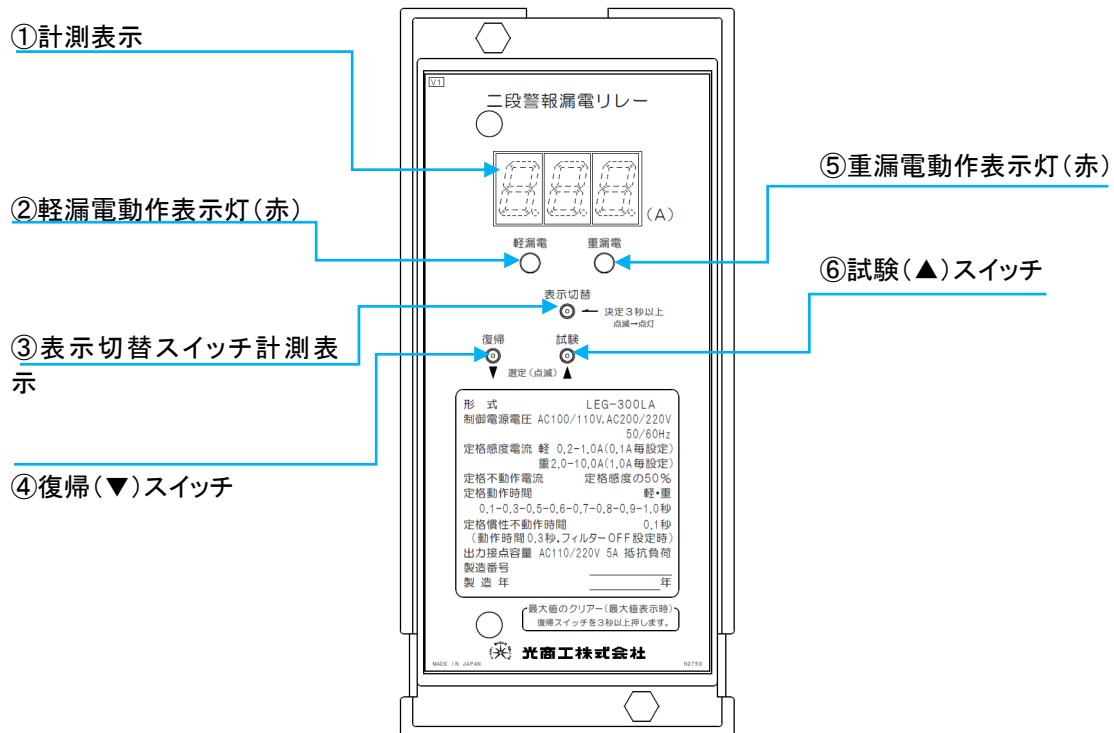 ①計測表示
②軽漏電動作表示灯(赤)
③表示切替スイッチ計測表
示
④復帰(▼)スイッチ
⑤重漏電動作表示灯(赤)
⑥試験(▲)スイッチ
V1
二段警報漏電リレー
(A)
軽漏電 重漏電
表示切替
決定3秒以上
点滅→点灯
復帰 試験
▼ 選定(点滅) ▲
形 式 LEG-300LA
制御電源電圧 AC100/110V,AC200/220V
50/60Hz
定格感度電流 軽 0.2-1.0A(0.1A毎設定)
重2.0-10.0A(1.0A毎設定)
定格不動作電流 定格感度の50%
定格動作時間 軽・重
0.1-0.3-0.5-0.6-0.7-0.8-0.9-1.0秒
定格慣性不動作時間 0.1秒
(動作時間0.3秒,フィルターOFF設定時)
出力接点容量 AC110/220V 5A 抵抗負荷
製造番号
製造年 年
最大値のクリアー(最大値表示時)
復帰スイッチを3秒以上押します。
光商工株式会社
MADE IN JAPAN N2753